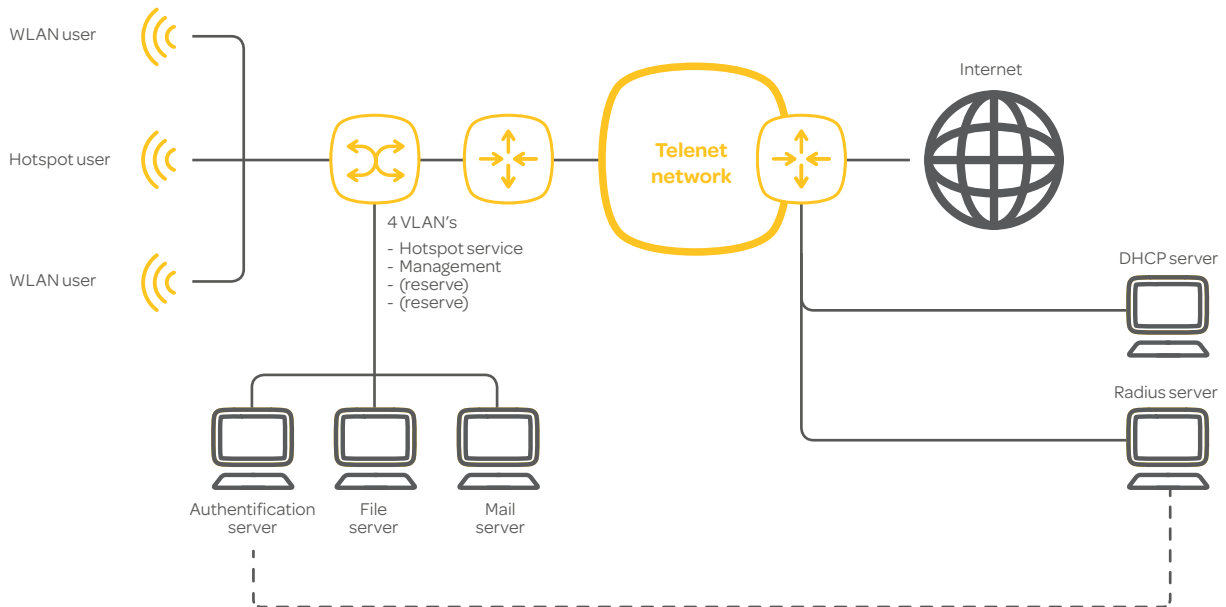 WLAN user
Hotspot user
WLAN user
4 VLAN's
- Hotspot service
- Management
- (reserve)
- (reserve)
Telenet
network
Internet
DHCP server
Radius server
Authentification
server
File
server
Mail
server